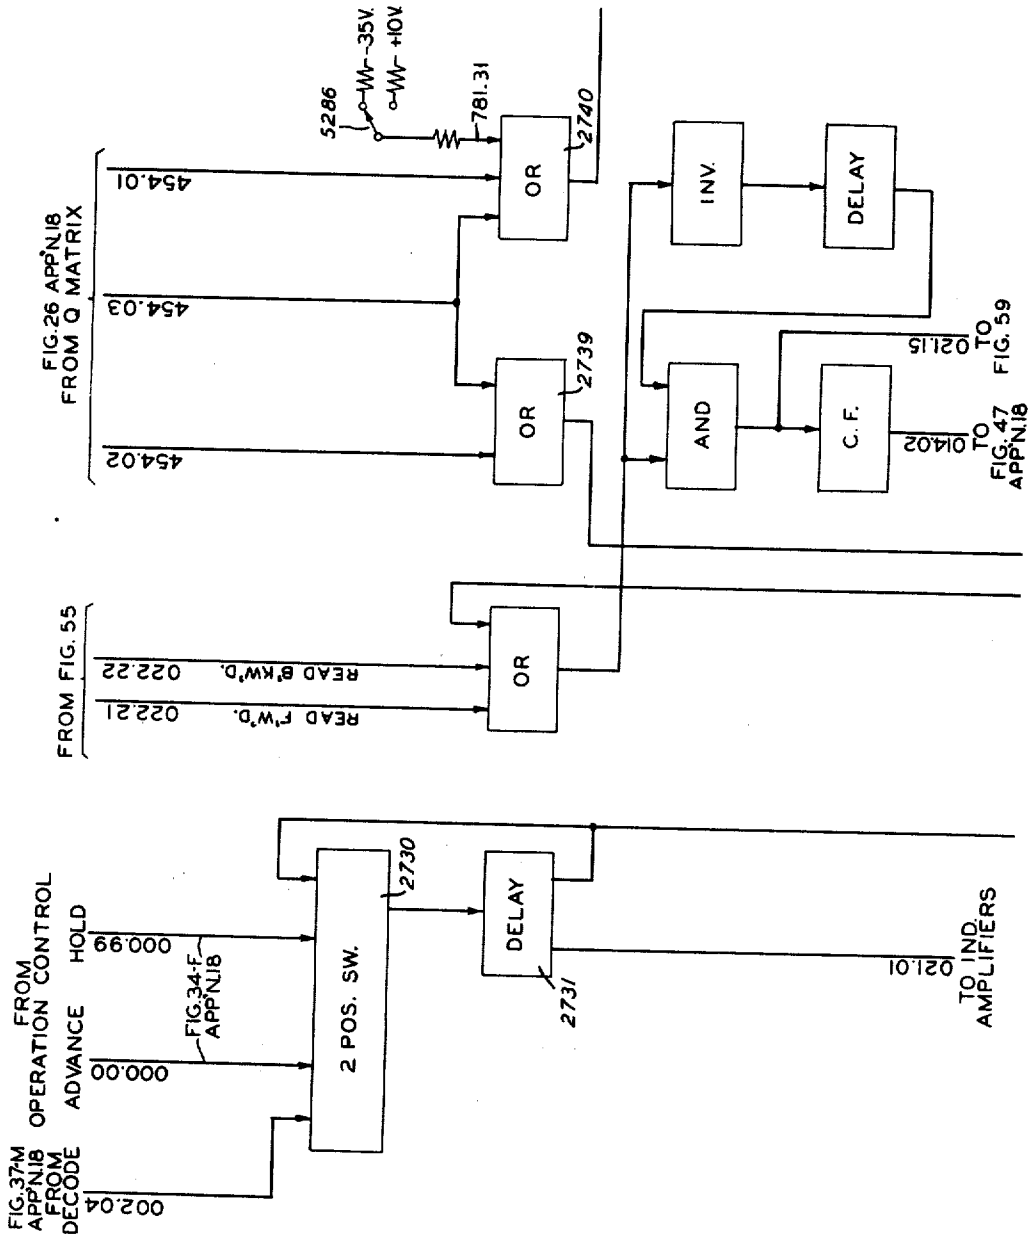 FIG.37-M
APP'N.18
FROM
DECODE
002.04
FROM
OPERATION CONTROL
ADVANCE
HOLD
000.00
000.99
FIG.34-F
APP'N.18
2 POS. SW.
2730
DELAY
2731
021.01
TO IND.
AMPLIFIERS
FROM FIG. 55
022.21
READ F'W'D.
022.22
READ B'KW'D.
OR
FIG.26 APP'N.18
FROM Q MATRIX
454.02
454.03
454.01
5286
-35V.
+10V.
781.31
OR
2739
OR
2740
AND
INV.
C. F.
DELAY
014.02
TO
FIG. 47
APP'N.18
021.15
TO
FIG. 59